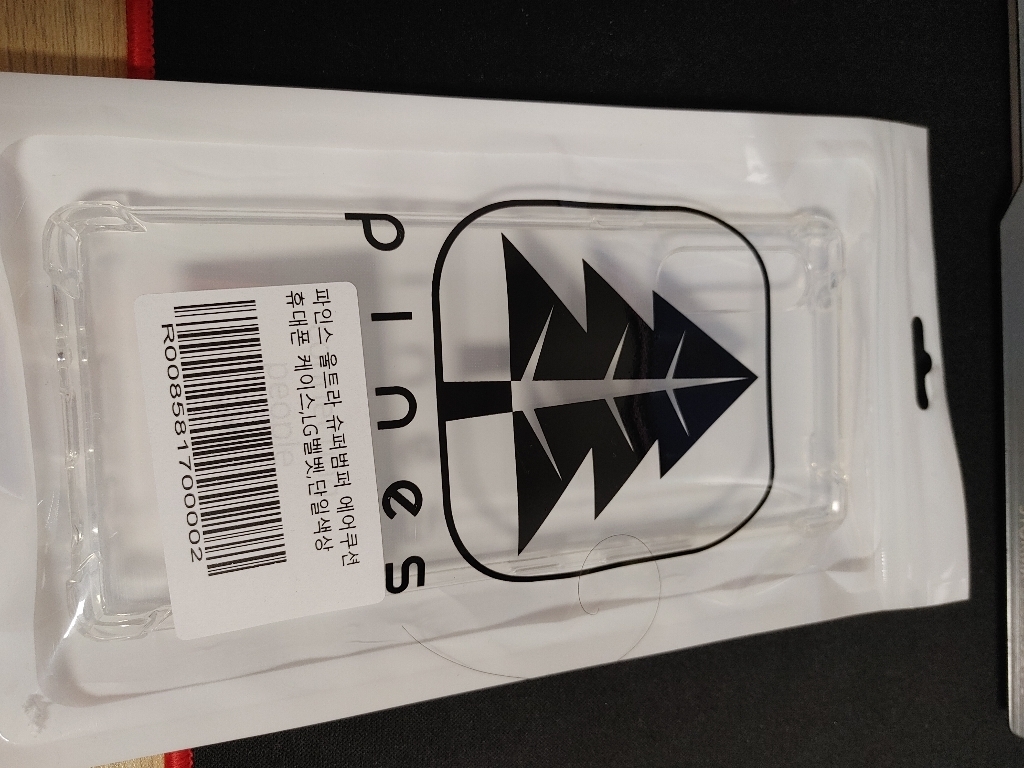 pines
파인스 울트라 슈퍼범퍼 에어쿠션
휴대폰 케이스,LG벨벳,단일색상
R008581700002
people